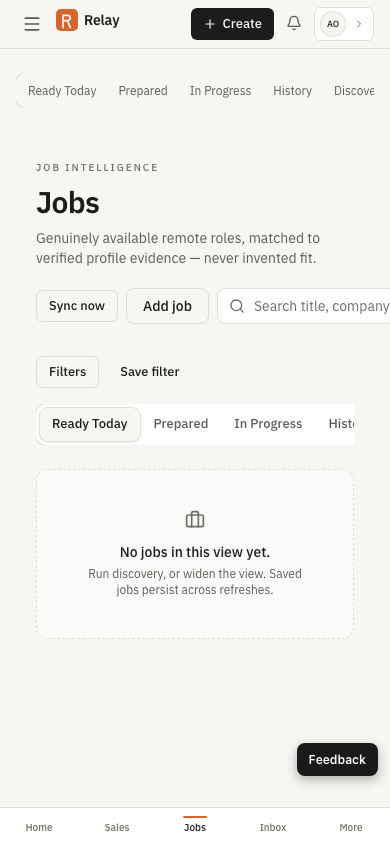 Relay
Create
AO
Ready Today Prepared In Progress History Discove
JOB INTELLIGENCE
Jobs
Genuinely available remote roles, matched to
verified profile evidence — never invented fit.
Sync now Add job Search title, company
Filters Save filter
Ready Today Prepared In Progress Histo
No jobs in this view yet.
Run discovery, or widen the view. Saved
jobs persist across refreshes.
Feedback
Home Sales Jobs Inbox More